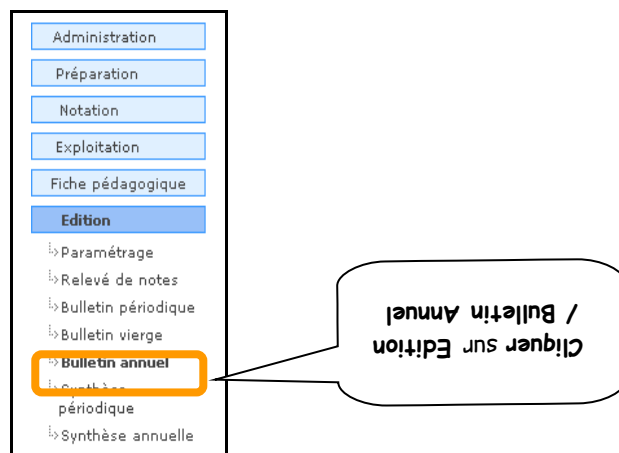 Administration
Préparation
Notation
Exploitation
Fiche pédagogique
Edition
Paramétrage
Relevé de notes
Bulletin périodique
Bulletin vierge
Bulletin annuel
Synthèse
périodique
Synthèse annuelle
Cliquer sur Edition
/ Bulletin Annuel